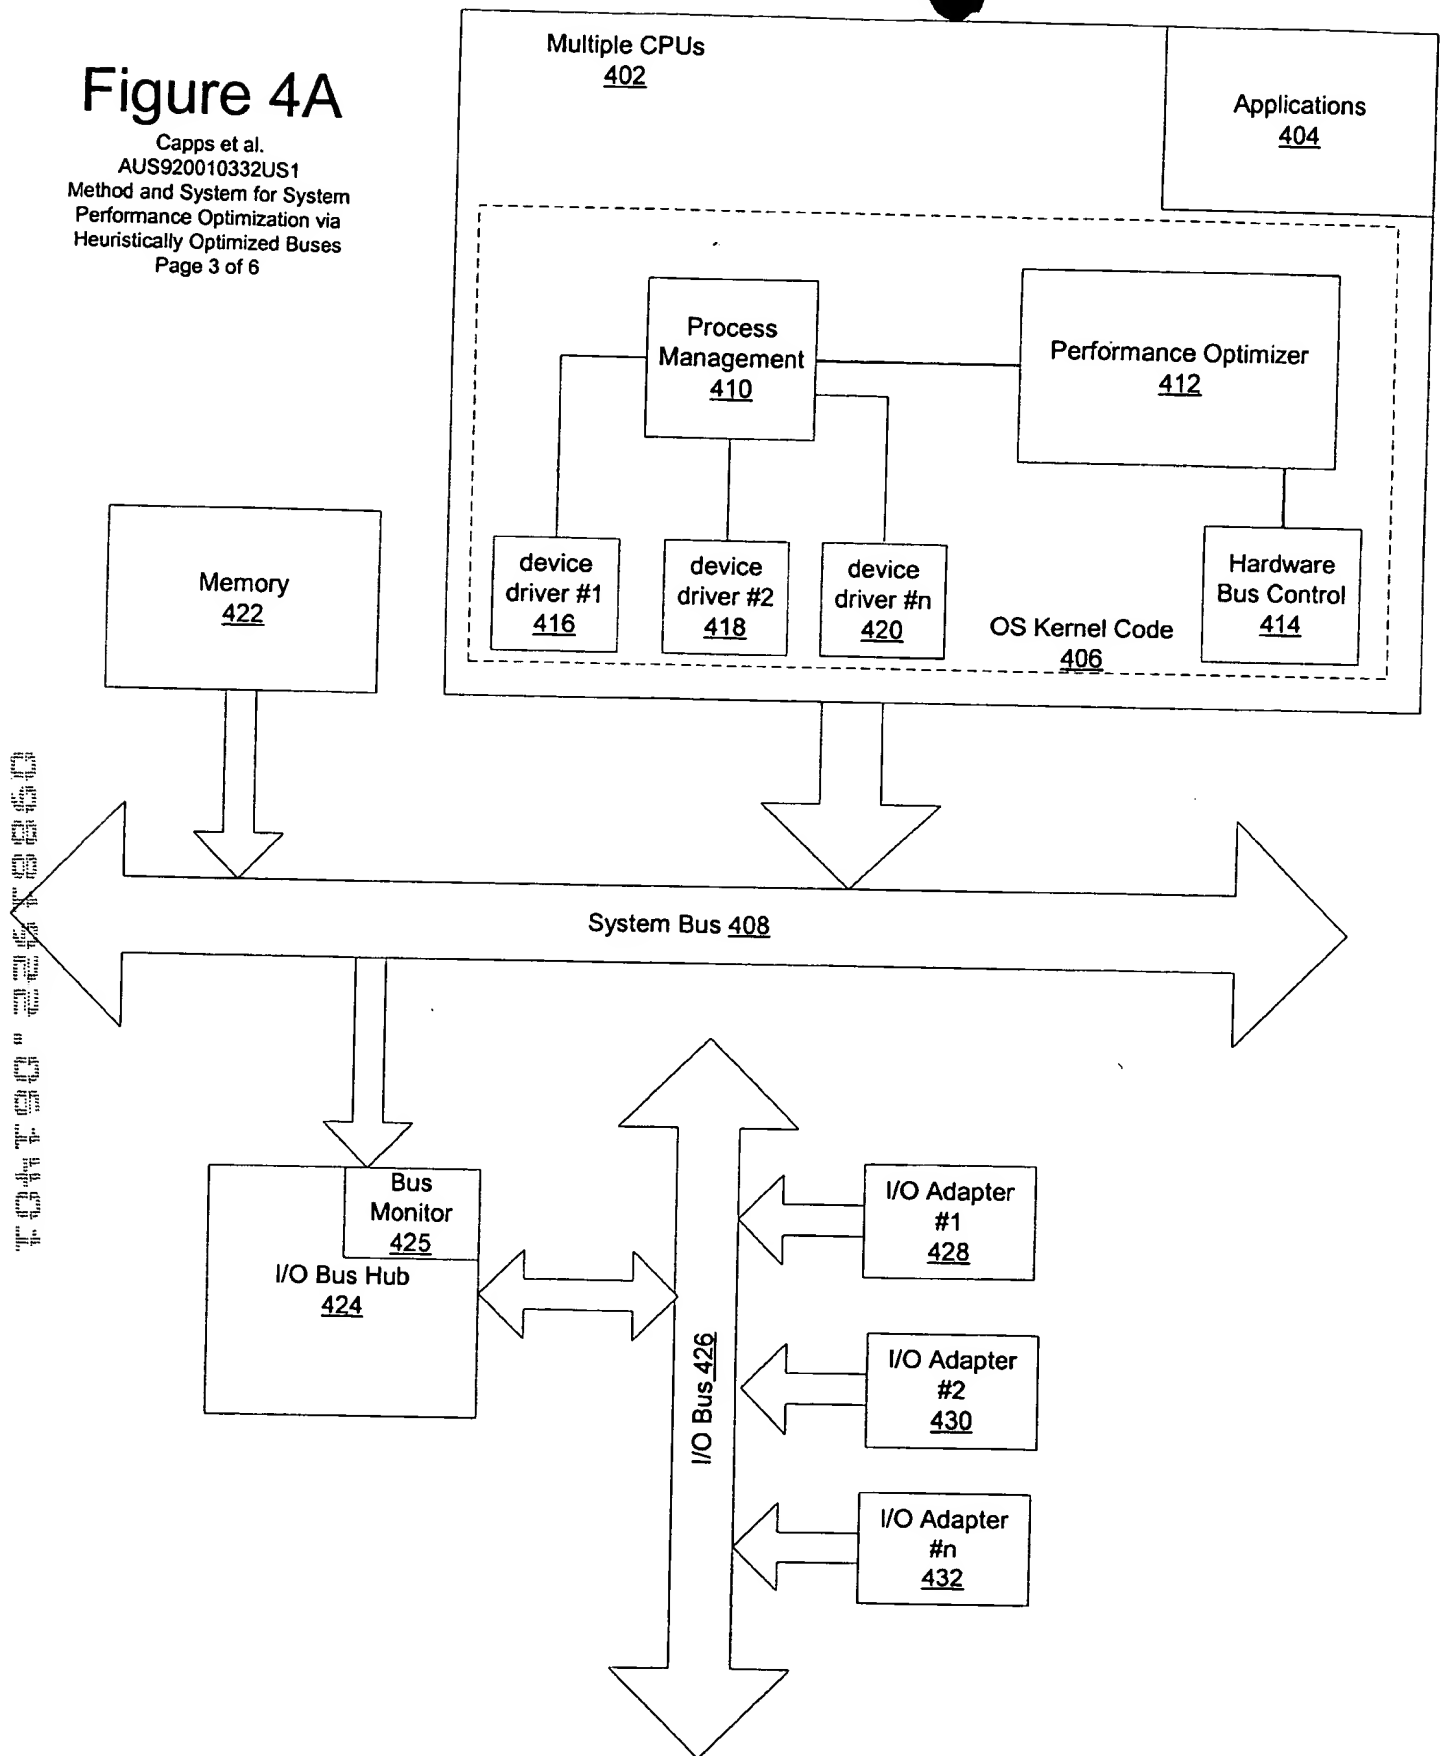 Figure 4A
Capps et al.
AUS920010332US1
Method and System for System
Performance Optimization via
Heuristically Optimized Buses
Page 3 of 6
Multiple CPUs
402
Applications
404
Process
Management
410
Performance Optimizer
412
device
driver #1
416
device
driver #2
418
device
driver #n
420
OS Kernel Code
406
Hardware
Bus Control
414
Memory
422
System Bus 408
Bus
Monitor
425
I/O Bus Hub
424
I/O Bus 426
I/O Adapter
#1
428
I/O Adapter
#2
430
I/O Adapter
#n
432